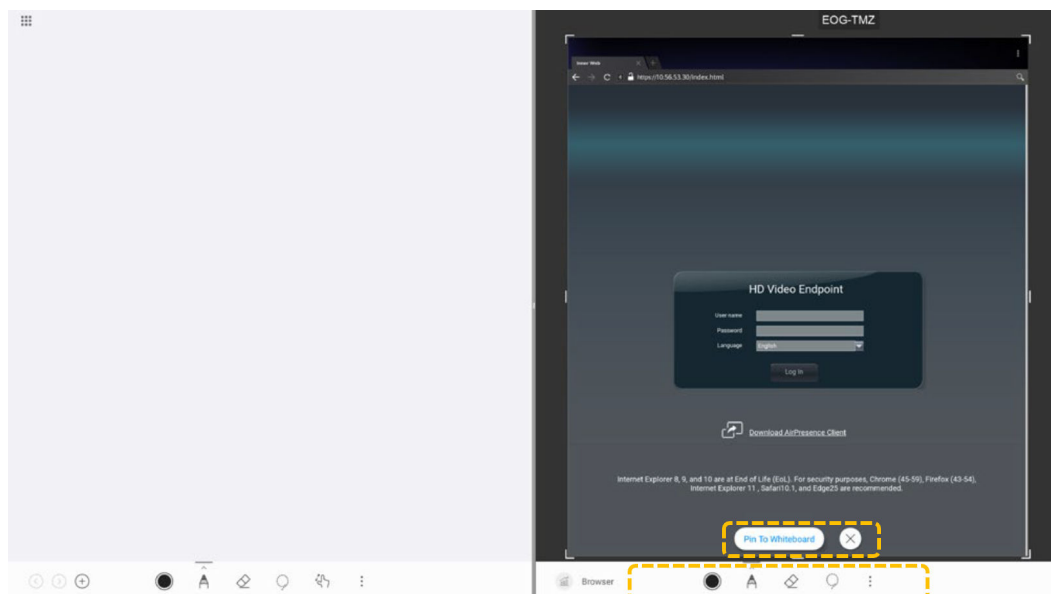 EOG-TMZ
Inner Web
https://10.56.53.30/index.html
HD Video Endpoint
User name
Password
Language English
Log In
Download AirPresence Client
Internet Explorer 8, 9, and 10 are at End of Life (EoL). For security purposes, Chrome (45-59), Firefox (43-54),
Internet Explorer 11 , Safari10.1, and Edge25 are recommended.
Pin To Whiteboard
Browser